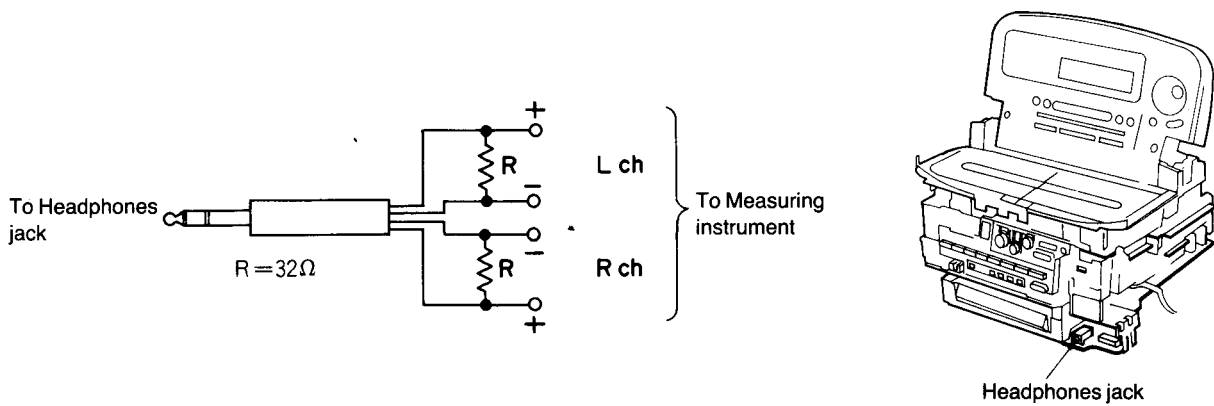 To Headphones
jack
R=32Ω
+
R
L ch
−
−
R
R ch
+
To Measuring
instrument
Headphones jack